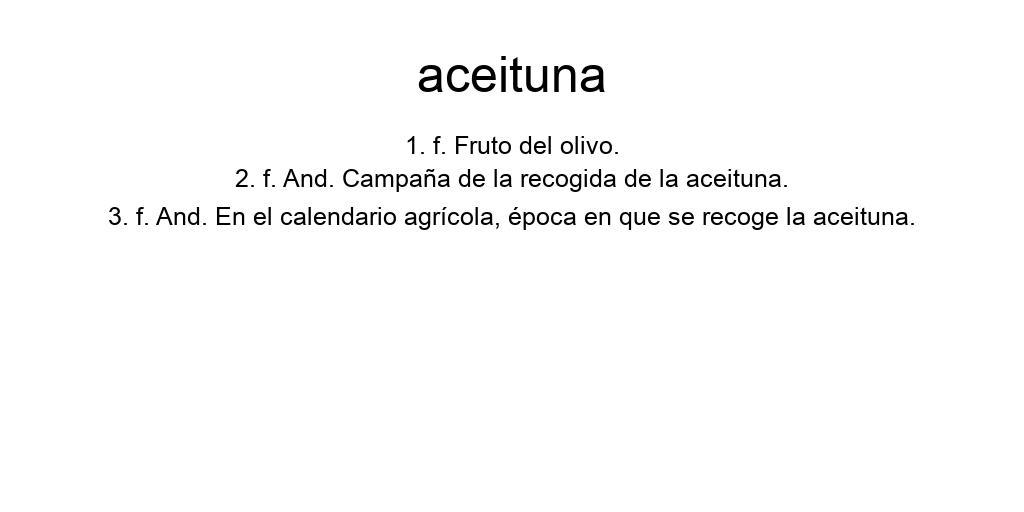 aceituna
1. f. Fruto del olivo.
2. f. And. Campaña de la recogida de la aceituna.
3. f. And. En el calendario agrícola, época en que se recoge la aceituna.